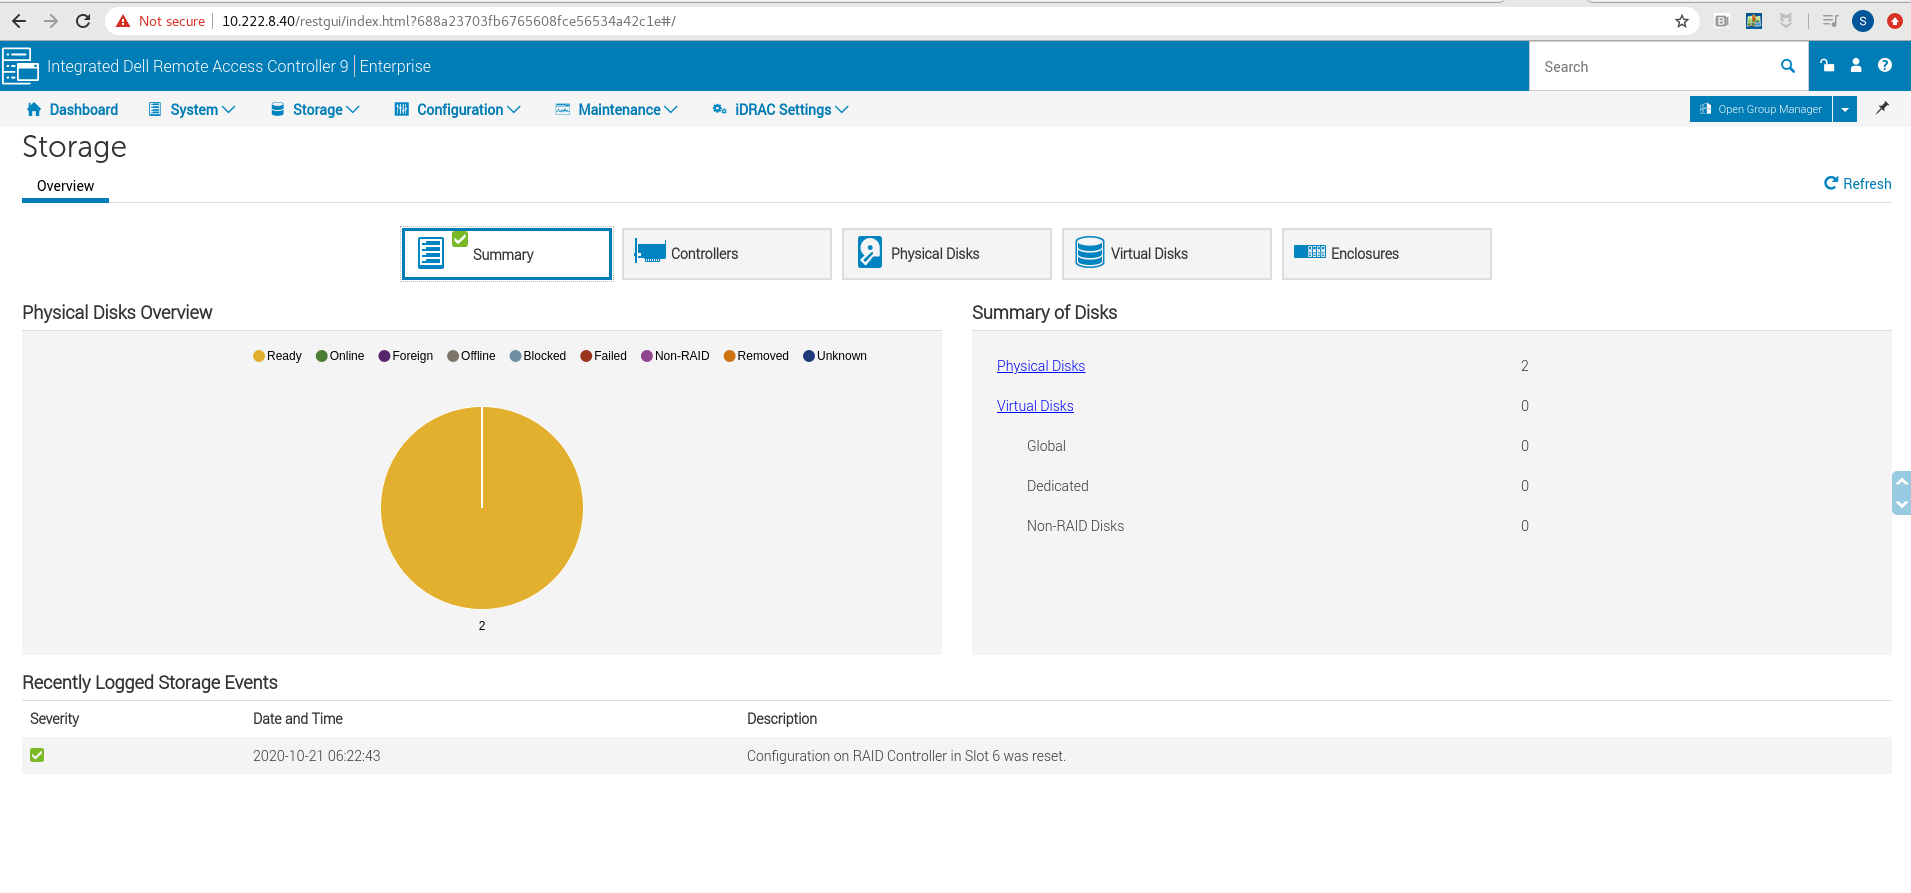 Not secure | 10.222.8.40/restgui/index.html?688a23703fb6765608fce56534a42c1e#/
S
Integrated Dell Remote Access Controller 9 | Enterprise
Search
Dashboard System Storage Configuration Maintenance iDRAC Settings
Open Group Manager
Storage
Overview
Refresh
Summary Controllers Physical Disks Virtual Disks Enclosures
Physical Disks Overview
Ready Online Foreign Offline Blocked Failed Non-RAID Removed Unknown
2
Summary of Disks
Physical Disks 2
Virtual Disks 0
Global 0
Dedicated 0
Non-RAID Disks 0
Recently Logged Storage Events
Severity Date and Time Description
2020-10-21 06:22:43 Configuration on RAID Controller in Slot 6 was reset.